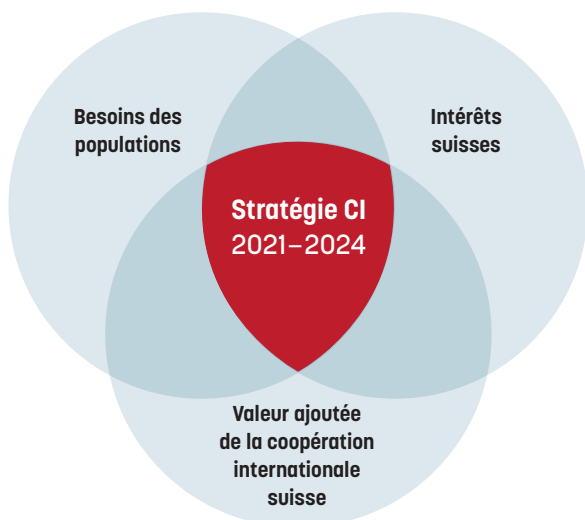 Besoins des
populations
Intérêts
suisses
Stratégie CI
2021–2024
Valeur ajoutée
de la coopération
internationale
suisse